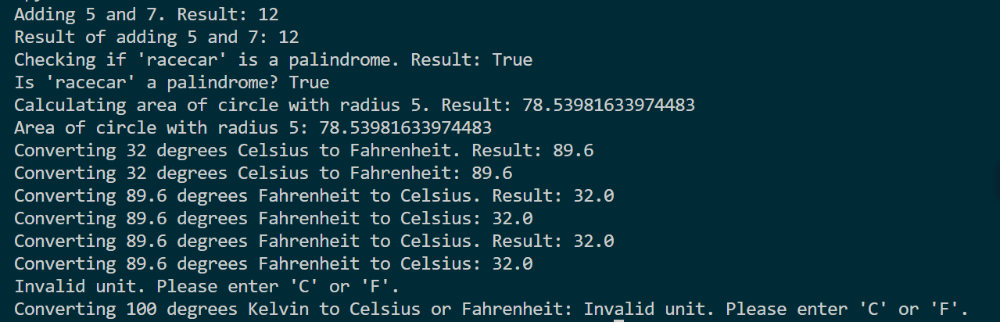 Adding 5 and 7. Result: 12
Result of adding 5 and 7: 12
Checking if 'racecar' is a palindrome. Result: True
Is 'racecar' a palindrome? True
Calculating area of circle with radius 5. Result: 78.53981633974483
Area of circle with radius 5: 78.53981633974483
Converting 32 degrees Celsius to Fahrenheit. Result: 89.6
Converting 32 degrees Celsius to Fahrenheit: 89.6
Converting 89.6 degrees Fahrenheit to Celsius. Result: 32.0
Converting 89.6 degrees Fahrenheit to Celsius: 32.0
Converting 89.6 degrees Fahrenheit to Celsius. Result: 32.0
Converting 89.6 degrees Fahrenheit to Celsius: 32.0
Invalid unit. Please enter 'C' or 'F'.
Converting 100 degrees Kelvin to Celsius or Fahrenheit: Invalid unit. Please enter 'C' or 'F'.